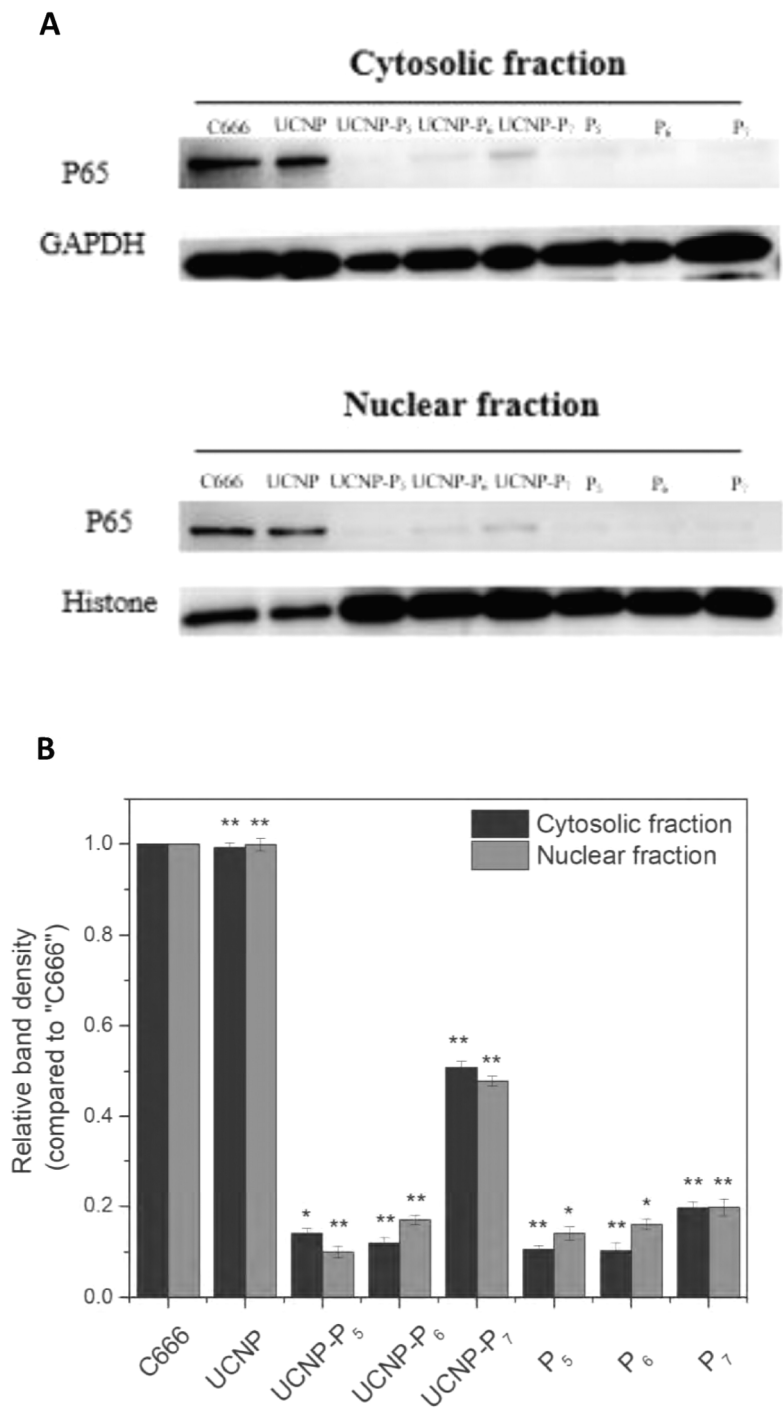 A
Cytosolic fraction
C666 UCNP UCNP-P₅ UCNP-P₆ UCNP-P₇ P₅ P₆ P₇
P65
GAPDH
Nuclear fraction
C666 UCNP UCNP-P₅ UCNP-P₆ UCNP-P₇ P₅ P₆ P₇
P65
Histone
B
Relative band density
(compared to "C666")
1.0
0.8
0.6
0.4
0.2
0.0
Cytosolic fraction
Nuclear fraction
** **
* **
** **
** **
** *
** *
** **
C666 UCNP UCNP-P₅ UCNP-P₆ UCNP-P₇ P₅ P₆ P₇